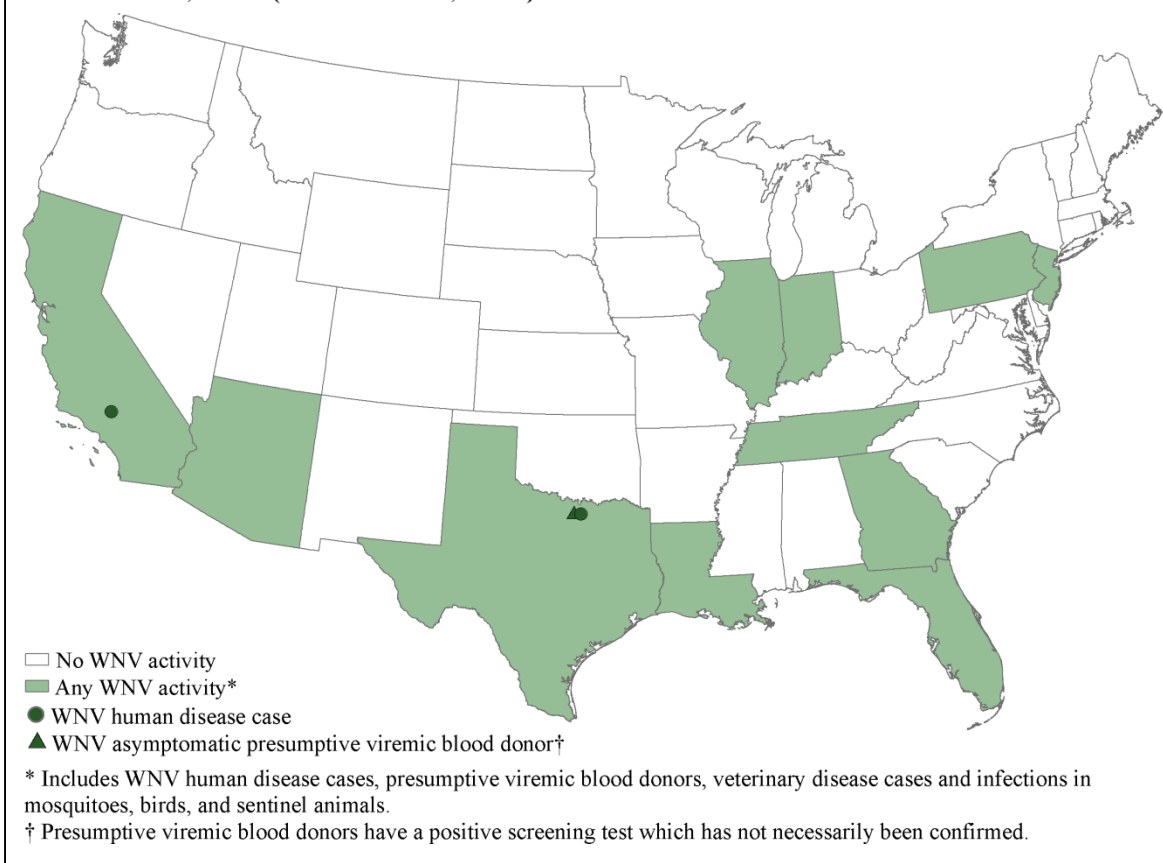 No WNV activity
Any WNV activity*
WNV human disease case
WNV asymptomatic presumptive viremic blood donor†
* Includes WNV human disease cases, presumptive viremic blood donors, veterinary disease cases and infections in
mosquitoes, birds, and sentinel animals.
† Presumptive viremic blood donors have a positive screening test which has not necessarily been confirmed.